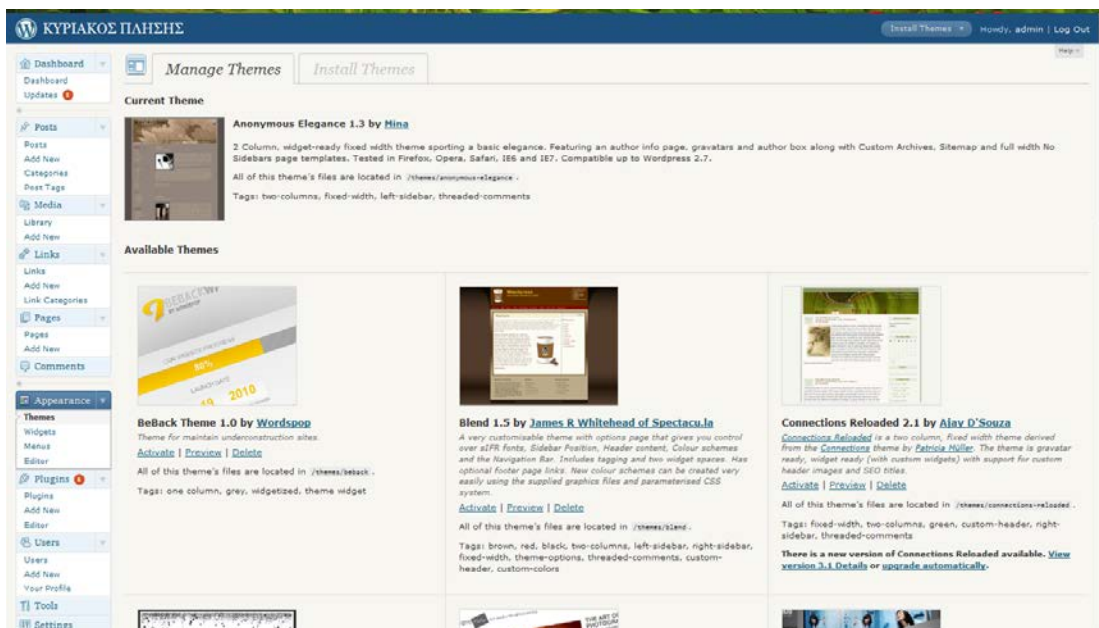 ΚΥΡΙΑΚΟΣ ΠΛΗΣΗΣ
Install Themes
Howdy, admin | Log Out
Help
Dashboard
Dashboard
Updates
Posts
Posts
Add New
Categories
Post Tags
Media
Library
Add New
Links
Links
Add New
Link Categories
Pages
Pages
Add New
Comments
Appearance
Themes
Widgets
Menus
Editor
Plugins
Plugins
Add New
Editor
Users
Users
Add New
Your Profile
Tools
Settings
Manage Themes
Install Themes
Current Theme
Anonymous Elegance 1.3 by Mina
2 Column, widget-ready fixed width theme sporting a basic elegance. Featuring an author info page, gravatars and author box along with Custom Archives, Sitemap and full width No
Sidebars page templates. Tested in Firefox, Opera, Safari, IE6 and IE7. Compatible up to Wordpress 2.7.
All of this theme's files are located in /themes/anonymous-elegance .
Tags: two-columns, fixed-width, left-sidebar, threaded-comments
Available Themes
80%
LAUNCH DATE
19 2010
BeBack Theme 1.0 by Wordspop
Theme for maintain underconstruction sites.
Activate | Preview | Delete
All of this theme's files are located in /themes/beback .
Tags: one column, grey, widgetized, theme widget
Blend 1.5 by James R Whitehead of Spectacu.la
A very customisable theme with options page that gives you control
over sIFR fonts, Sidebar Position, Header content, Colour schemes
and the Navigation Bar. Includes tagging and two widget spaces. Has
optional footer page links. New colour schemes can be created very
easily using the supplied graphics files and parameterised CSS
system.
Activate | Preview | Delete
All of this theme's files are located in /themes/blend .
Tags: brown, red, black, two-columns, left-sidebar, right-sidebar,
fixed-width, theme-options, threaded-comments, custom-
header, custom-colors
Connections Reloaded 2.1 by Ajay D'Souza
Connections Reloaded is a two column, fixed width theme derived
from the Connections theme by Patricia Müller. The theme is gravatar
ready, widget ready (with custom widgets) with support for custom
header images and SEO titles.
Activate | Preview | Delete
All of this theme's files are located in /themes/connections-reloaded .
Tags: fixed-width, two-columns, green, custom-header, right-
sidebar, threaded-comments
There is a new version of Connections Reloaded available. View
version 3.1 Details or upgrade automatically.
THE ART OF